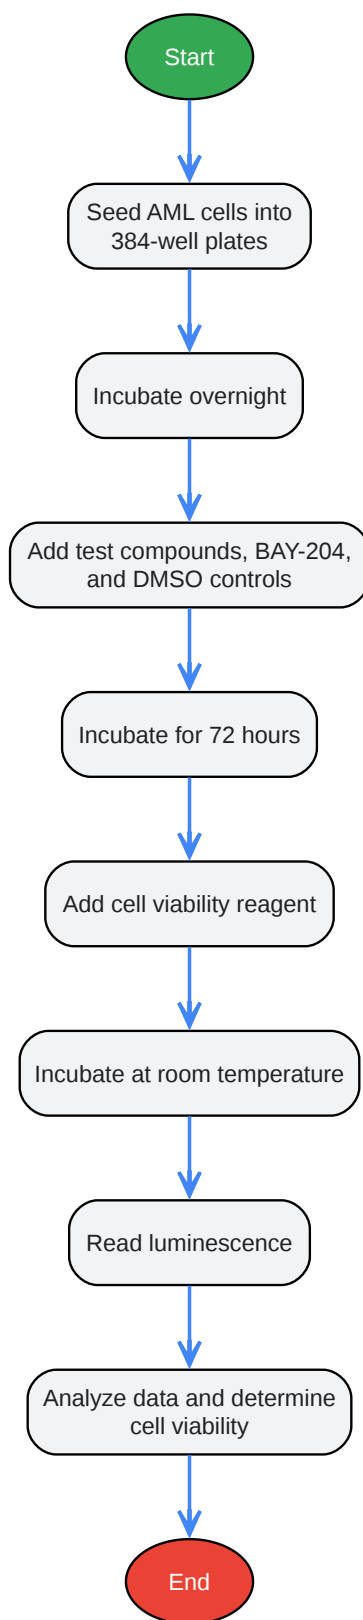 Start
Seed AML cells into
384-well plates
Incubate overnight
Add test compounds, BAY-204,
and DMSO controls
Incubate for 72 hours
Add cell viability reagent
Incubate at room temperature
Read luminescence
Analyze data and determine
cell viability
End